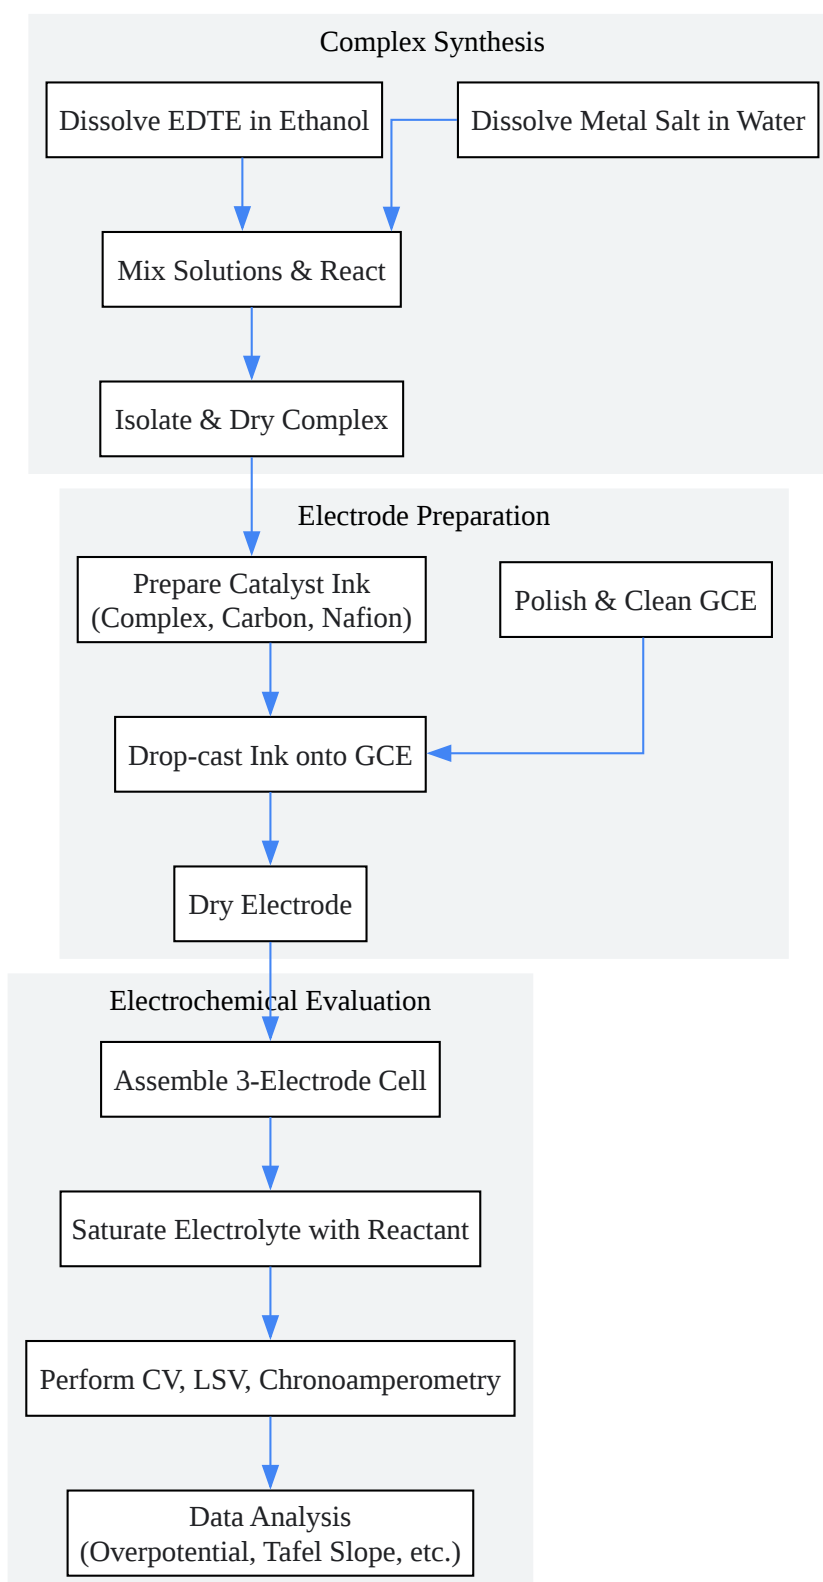 Complex Synthesis
Dissolve EDTE in Ethanol
Dissolve Metal Salt in Water
Mix Solutions & React
Isolate & Dry Complex
Electrode Preparation
Prepare Catalyst Ink
(Complex, Carbon, Nafion)
Polish & Clean GCE
Drop-cast Ink onto GCE
Dry Electrode
Electrochemical Evaluation
Assemble 3-Electrode Cell
Saturate Electrolyte with Reactant
Perform CV, LSV, Chronoamperometry
Data Analysis
(Overpotential, Tafel Slope, etc.)